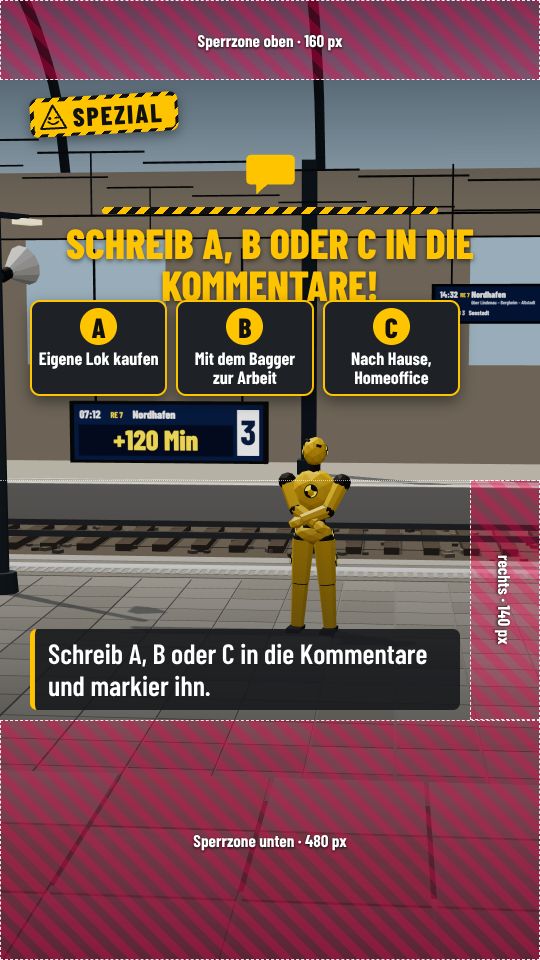 Sperrzone oben · 160 px
SPEZIAL
SCHREIB A, B ODER C IN DIE
KOMMENTARE!
14:32 RE 7 Nordhafen
Seestadt
A
Eigene Lok kaufen
B
Mit dem Bagger
zur Arbeit
C
Nach Hause,
Homeoffice
07:12 RE 7 Nordhafen
+120 Min
3
rechts · 140 px
Schreib A, B oder C in die Kommentare
und markier ihn.
Sperrzone unten · 480 px